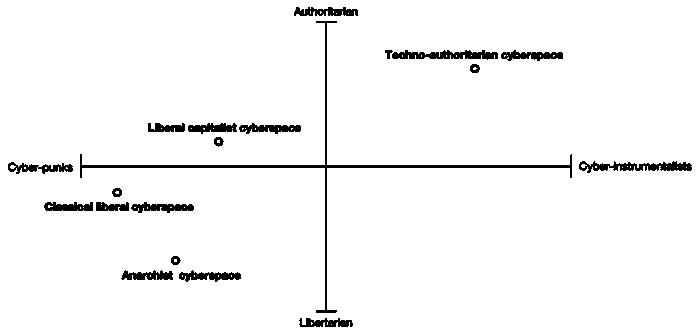 Authoritarian
Techno-authoritarian cyberspace
Liberal capitalist cyberspace
Cyber-punks
Cyber-instrumentalists
Classical liberal cyberspace
Anarchist cyberspace
Libertarian